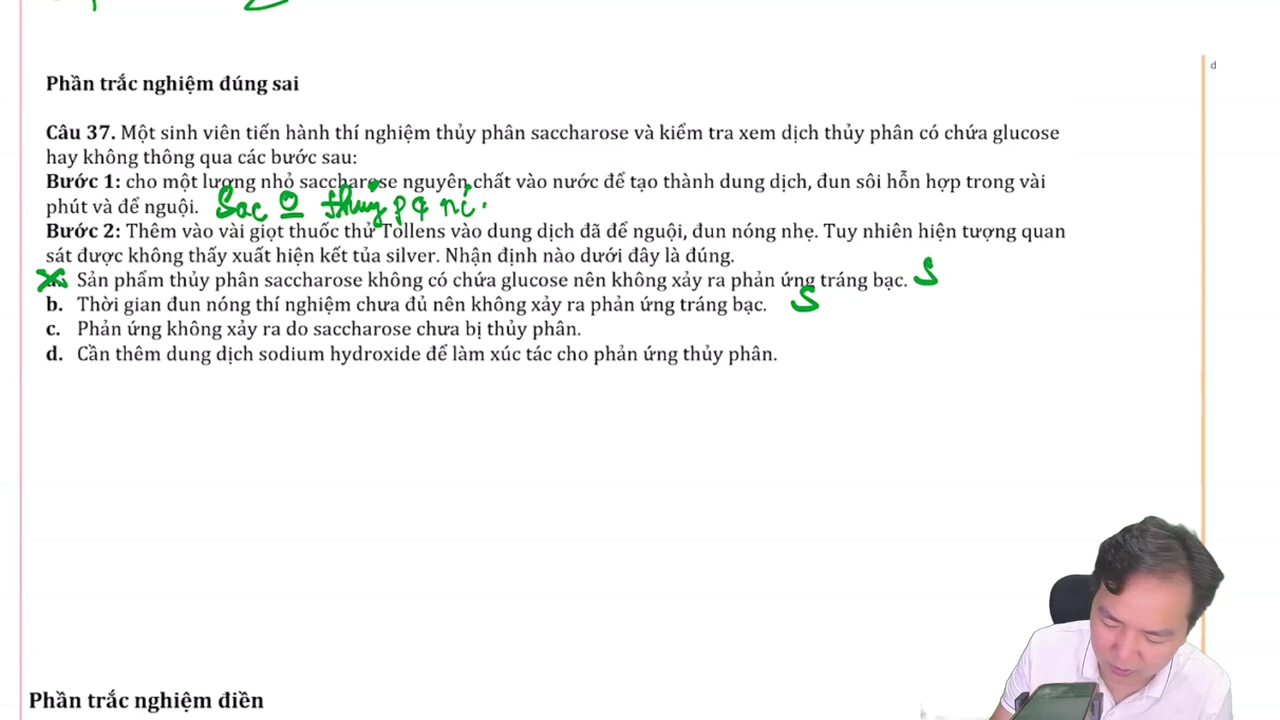 d
Phần trắc nghiệm đúng sai
Câu 37. Một sinh viên tiến hành thí nghiệm thủy phân saccharose và kiểm tra xem dịch thủy phân có chứa glucose
hay không thông qua các bước sau:
Bước 1: cho một lượng nhỏ saccharose nguyên chất vào nước để tạo thành dung dịch, đun sôi hỗn hợp trong vài
phút và để nguội. Sac O thủy
Bước 2: Thêm vào vài giọt thuốc thử Tollens vào dung dịch đã để nguội, đun nóng nhẹ. Tuy nhiên hiện tượng quan
sát được không thấy xuất hiện kết tủa silver. Nhận định nào dưới đây là đúng.
Sản phẩm thủy phân saccharose không có chứa glucose nên không xảy ra phản ứng tráng bạc. S
b. Thời gian đun nóng thí nghiệm chưa đủ nên không xảy ra phản ứng tráng bạc. S
c. Phản ứng không xảy ra do saccharose chưa bị thủy phân.
d. Cần thêm dung dịch sodium hydroxide để làm xúc tác cho phản ứng thủy phân.
Phần trắc nghiệm điền